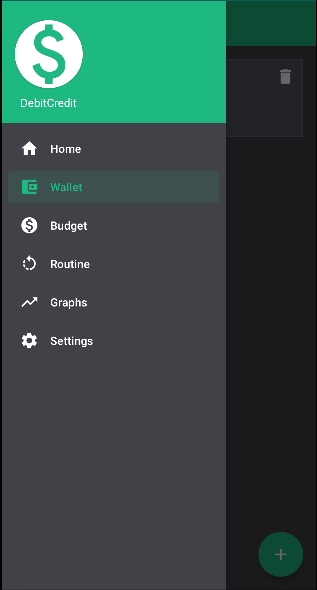 DebitCredit
Home
Wallet
Budget
Routine
Graphs
Settings